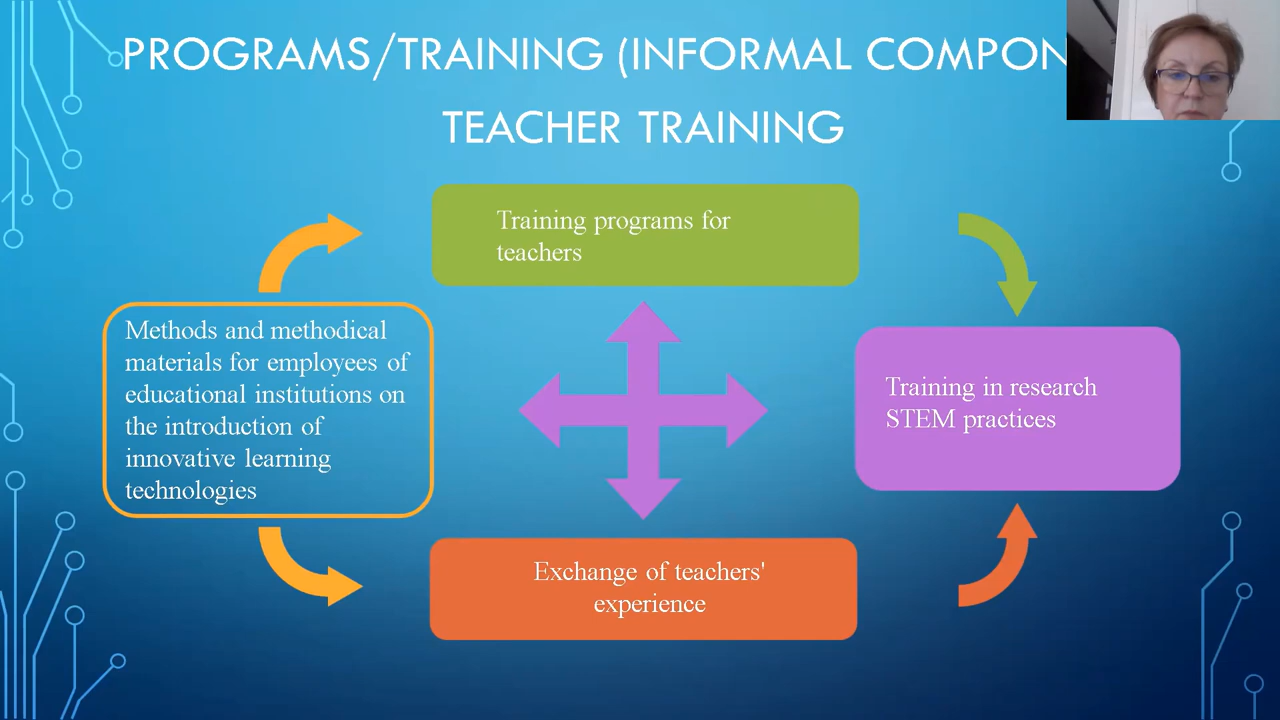 PROGRAMS/TRAINING (INFORMAL
TEACHER TRAINING
Training programs for
teachers
Methods and methodical
materials for employees of
educational institutions on
the introduction of
innovative learning
technologies
Training in research
STEM practices
Exchange of teachers'
experience